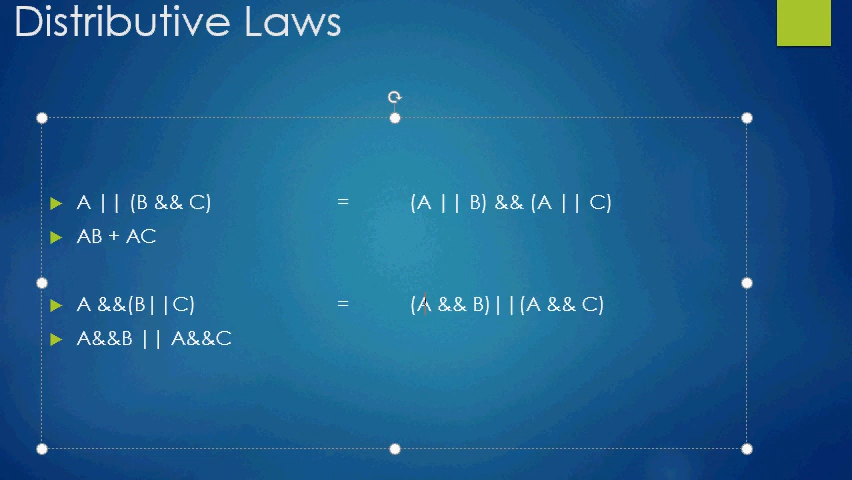 Distributive Laws
A || (B && C) = (A || B) && (A || C)
AB + AC
A &&(B||C) = (A && B)||(A && C)
A&&B || A&&C